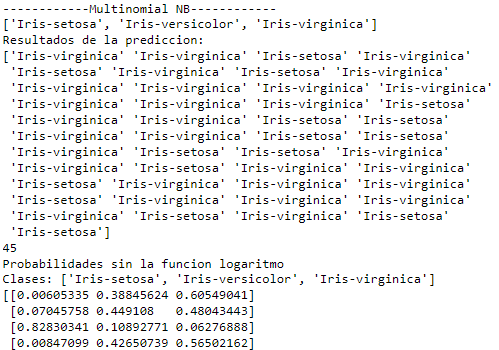 ------------Multinomial NB------------
['Iris-setosa', 'Iris-versicolor', 'Iris-virginica']
Resultados de la prediccion:
['Iris-virginica' 'Iris-virginica' 'Iris-setosa' 'Iris-virginica'
 'Iris-setosa' 'Iris-virginica' 'Iris-setosa' 'Iris-virginica'
 'Iris-virginica' 'Iris-virginica' 'Iris-virginica' 'Iris-virginica'
 'Iris-virginica' 'Iris-virginica' 'Iris-virginica' 'Iris-setosa'
 'Iris-virginica' 'Iris-virginica' 'Iris-setosa' 'Iris-setosa'
 'Iris-virginica' 'Iris-virginica' 'Iris-setosa' 'Iris-setosa'
 'Iris-virginica' 'Iris-setosa' 'Iris-setosa' 'Iris-virginica'
 'Iris-virginica' 'Iris-setosa' 'Iris-virginica' 'Iris-virginica'
 'Iris-setosa' 'Iris-virginica' 'Iris-setosa' 'Iris-virginica'
 'Iris-virginica' 'Iris-virginica' 'Iris-virginica' 'Iris-virginica'
 'Iris-virginica' 'Iris-setosa' 'Iris-virginica' 'Iris-setosa'
 'Iris-setosa']
45
Probabilidades sin la funcion logaritmo
Clases: ['Iris-setosa', 'Iris-versicolor', 'Iris-virginica']
[[0.00605335 0.38845624 0.60549041]
 [0.07045758 0.449108   0.48043443]
 [0.82830341 0.10892771 0.06276888]
 [0.00847099 0.42650739 0.56502162]